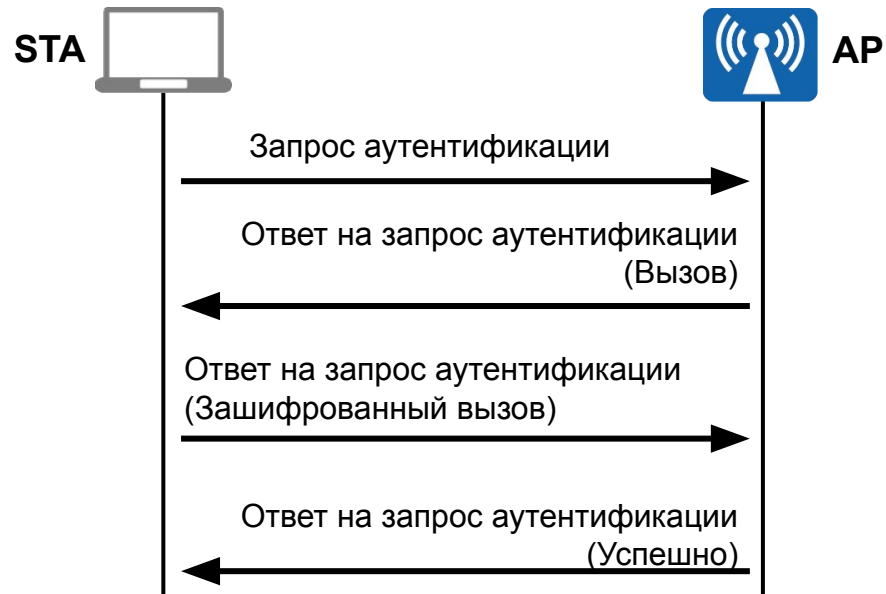 STA
AP
Запрос аутентификации
Ответ на запрос аутентификации
(Вызов)
Ответ на запрос аутентификации
(Зашифрованный вызов)
Ответ на запрос аутентификации
(Успешно)